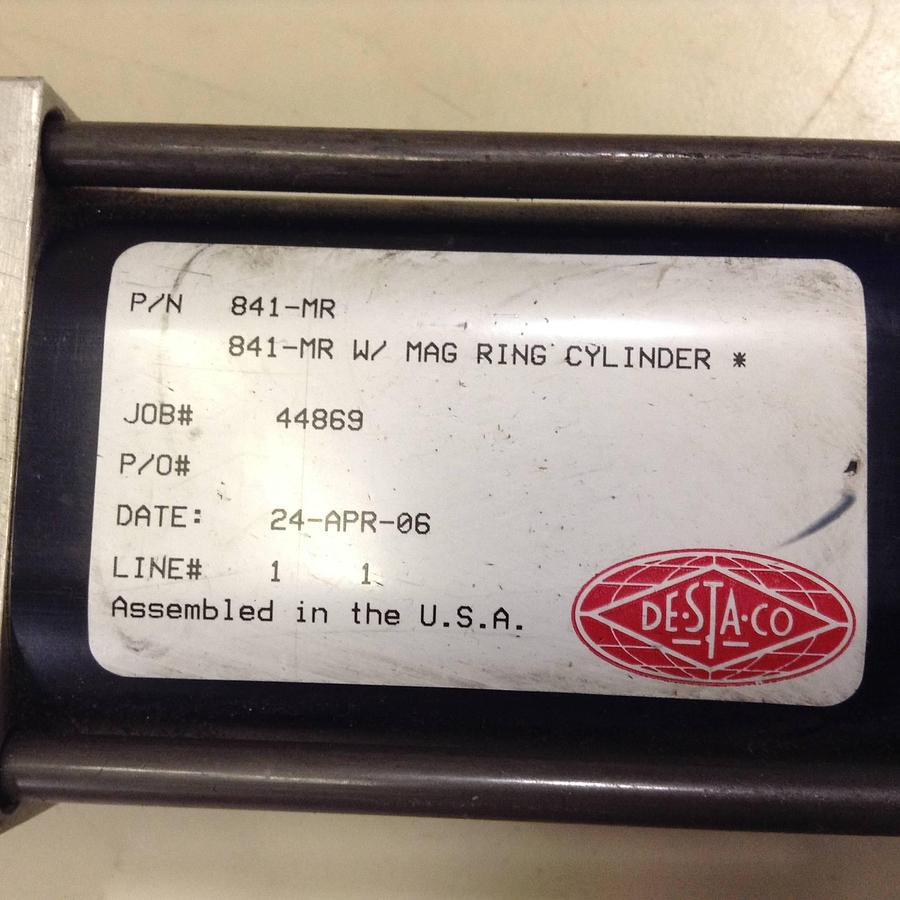 P/N 841-MR
841-MR W/ MAG RING CYLINDER *
JOB# 44869
P/O#
DATE: 24-APR-06
LINE# 1 1
Assembled in the U.S.A.
DE·STA·CO